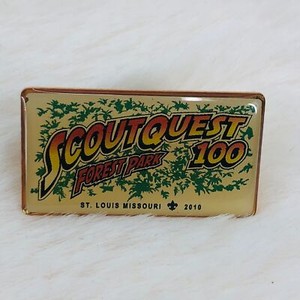 SCOUTQUEST
FOREST PARK 100
ST. LOUIS MISSOURI 2010